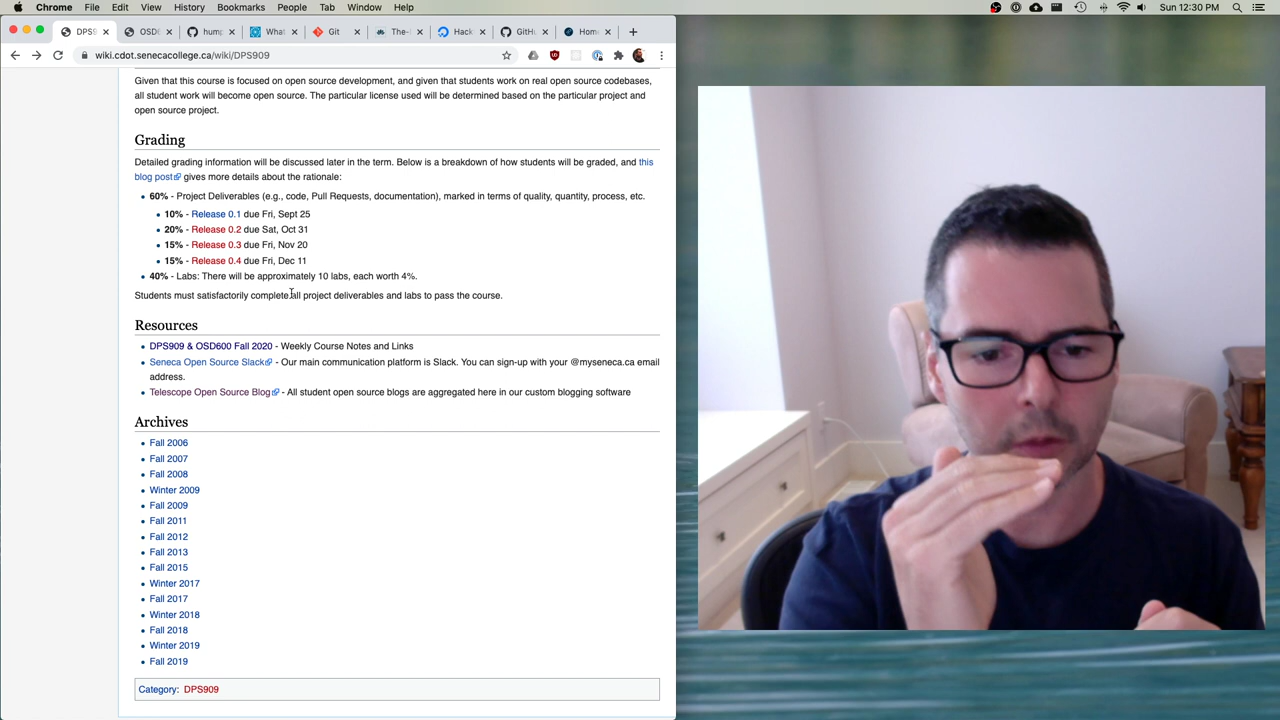 Chrome File Edit View History Bookmarks People Tab Window Help Sun 12:30 PM
DPS9 OSD6 hump What Git The-I Hack GitHu Home
wiki.cdot.senecacollege.ca/wiki/DPS909
Given that this course is focused on open source development, and given that students work on real open source codebases,
all student work will become open source. The particular license used will be determined based on the particular project and
open source project.
Grading
Detailed grading information will be discussed later in the term. Below is a breakdown of how students will be graded, and this
blog post gives more details about the rationale:
• 60% - Project Deliverables (e.g., code, Pull Requests, documentation), marked in terms of quality, quantity, process, etc.
• 10% - Release 0.1 due Fri, Sept 25
• 20% - Release 0.2 due Sat, Oct 31
• 15% - Release 0.3 due Fri, Nov 20
• 15% - Release 0.4 due Fri, Dec 11
• 40% - Labs: There will be approximately 10 labs, each worth 4%.
Students must satisfactorily complete all project deliverables and labs to pass the course.
Resources
• DPS909 & OSD600 Fall 2020 - Weekly Course Notes and Links
• Seneca Open Source Slack - Our main communication platform is Slack. You can sign-up with your @myseneca.ca email
address.
• Telescope Open Source Blog - All student open source blogs are aggregated here in our custom blogging software
Archives
• Fall 2006
• Fall 2007
• Fall 2008
• Winter 2009
• Fall 2009
• Fall 2011
• Fall 2012
• Fall 2013
• Fall 2015
• Winter 2017
• Fall 2017
• Winter 2018
• Fall 2018
• Winter 2019
• Fall 2019
Category: DPS909